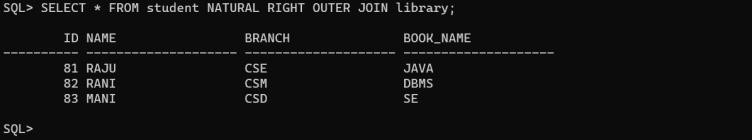 SQL> SELECT * FROM student NATURAL RIGHT OUTER JOIN library;
        ID NAME                 BRANCH               BOOK_NAME
---------- -------------------- -------------------- --------------------
        81 RAJU                 CSE                  JAVA
        82 RANI                 CSM                  DBMS
        83 MANI                 CSD                  SE
SQL>